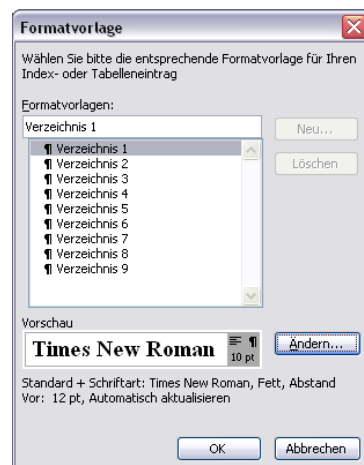 Formatvorlage
Wählen Sie bitte die entsprechende Formatvorlage für Ihren
Index- oder Tabelleneintrag
Formatvorlagen:
Verzeichnis 1
Neu...
¶ Verzeichnis 1
¶ Verzeichnis 2
Löschen
¶ Verzeichnis 3
¶ Verzeichnis 4
¶ Verzeichnis 5
¶ Verzeichnis 6
¶ Verzeichnis 7
¶ Verzeichnis 8
¶ Verzeichnis 9
Vorschau
Times New Roman
¶
10 pt
Ändern...
Standard + Schriftart: Times New Roman, Fett, Abstand
Vor: 12 pt, Automatisch aktualisieren
OK
Abbrechen